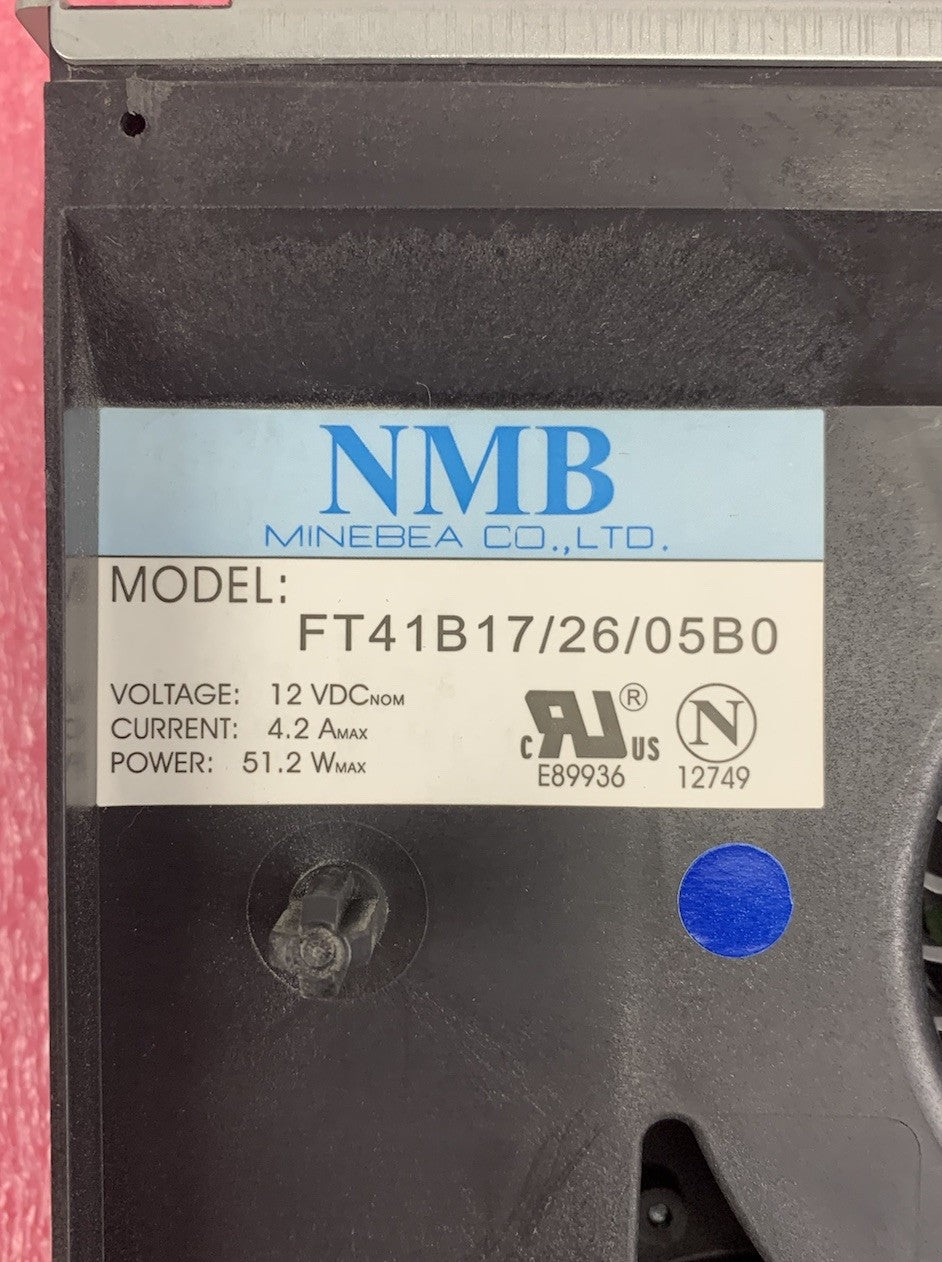 NMB
MINEBEA CO.,LTD.
MODEL:
FT41B17/26/05B0
VOLTAGE: 12 VDCNOM
CURRENT: 4.2 AMAX
POWER: 51.2 WMAX
c RU ® US
E89936
N
12749